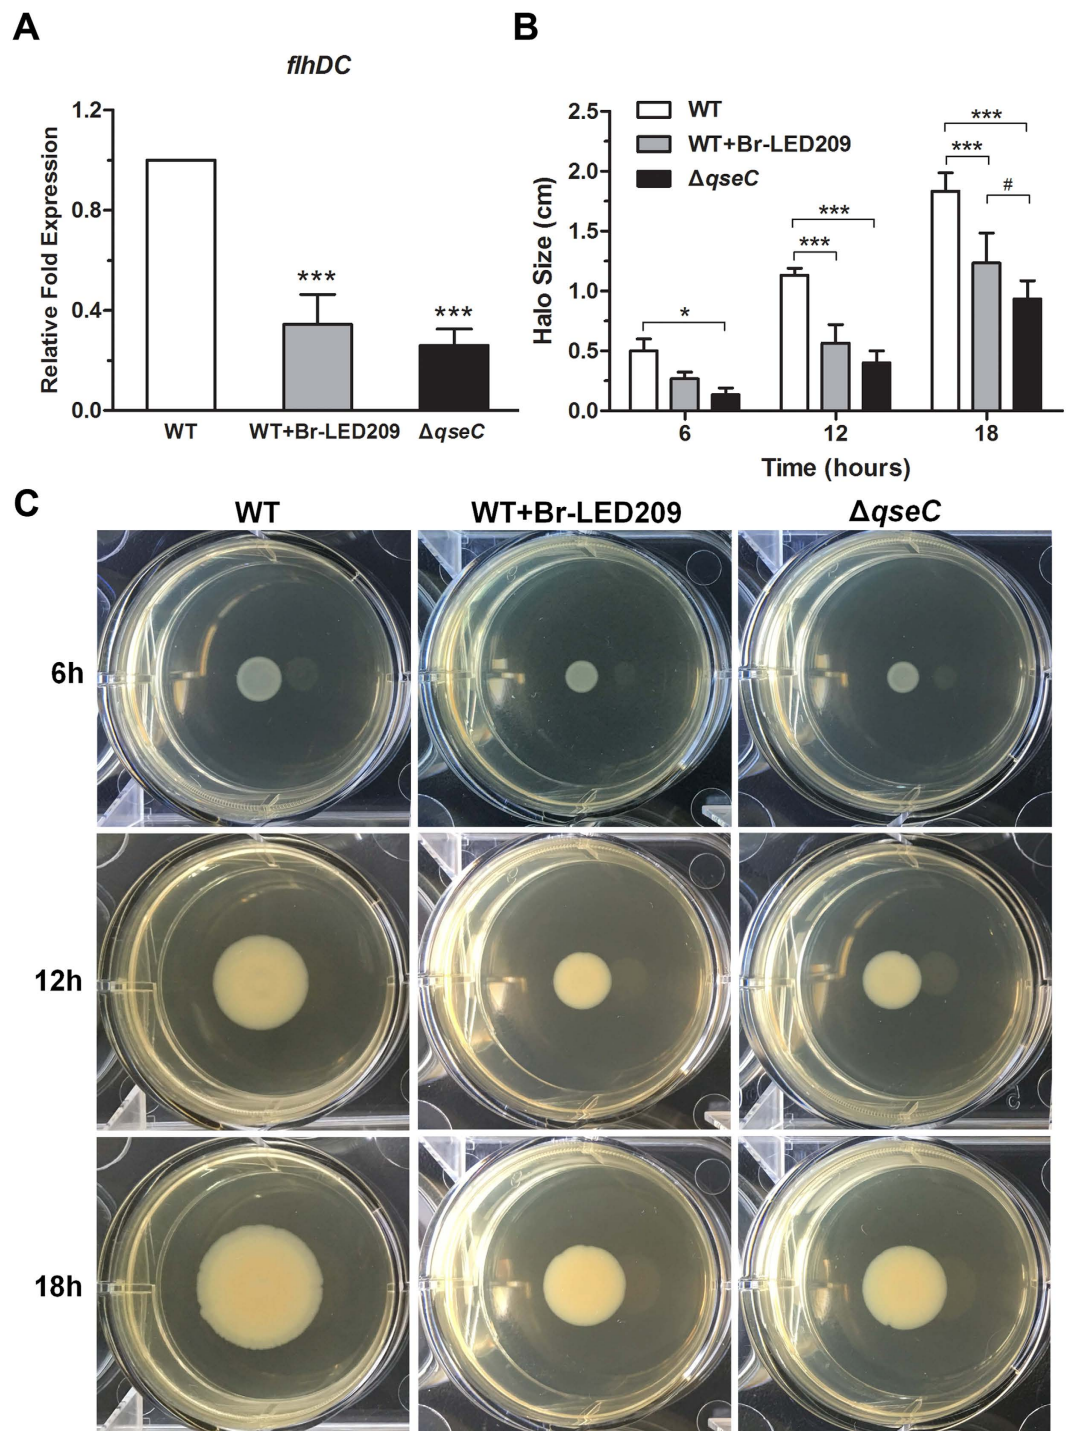 A
flhDC
Relative Fold Expression
1.2
0.8
0.4
0.0
***
***
WT
WT+Br-LED209
ΔqseC
B
Halo Size (cm)
2.5
2.0
1.5
1.0
0.5
0.0
WT
WT+Br-LED209
ΔqseC
*
***
***
***
***
#
6
12
18
Time (hours)
C
WT
WT+Br-LED209
ΔqseC
6h
12h
18h